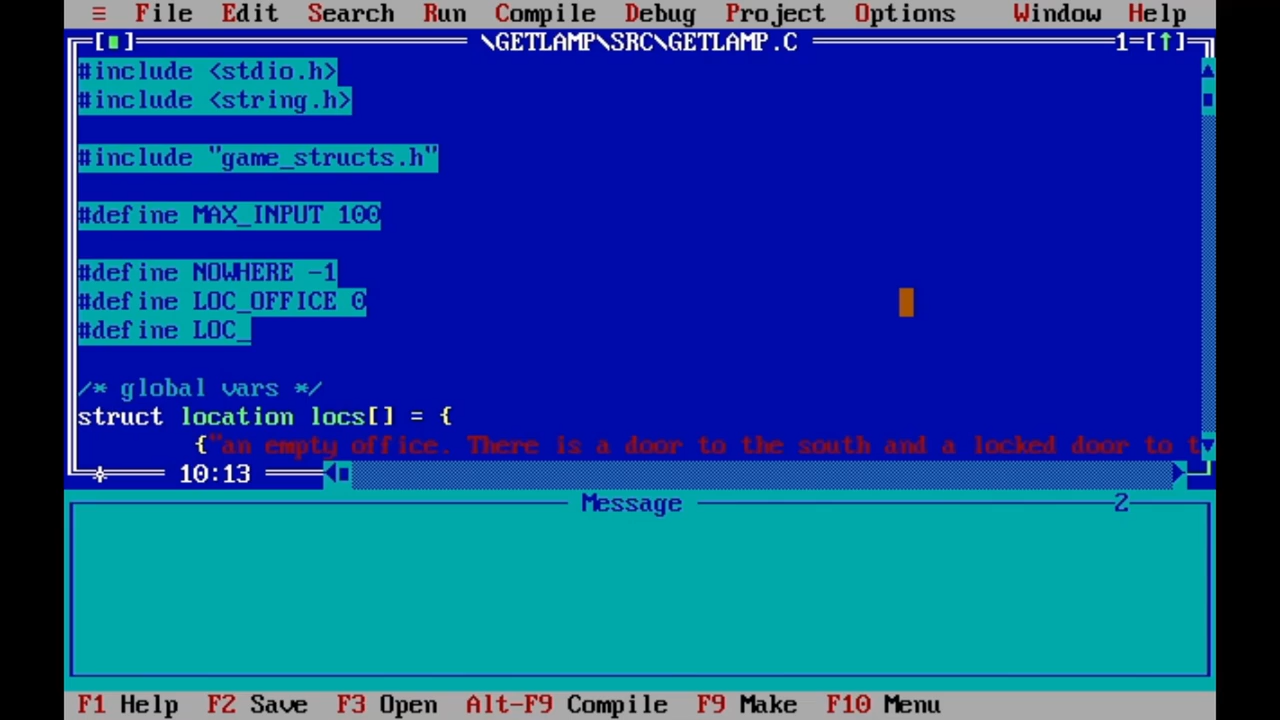 ≡ File Edit Search Run Compile Debug Project Options Window Help
[■] \GETLAMP\SRC\GETLAMP.C 1=[↑]
#include <stdio.h>
#include <string.h>
#include "game_structs.h"
#define MAX_INPUT 100
#define NOWHERE -1
#define LOC_OFFICE 0
#define LOC_
/* global vars */
struct location locs[] = {
{"an empty office. There is a door to the south and a locked door to t
10:13
Message 2
F1 Help F2 Save F3 Open Alt-F9 Compile F9 Make F10 Menu